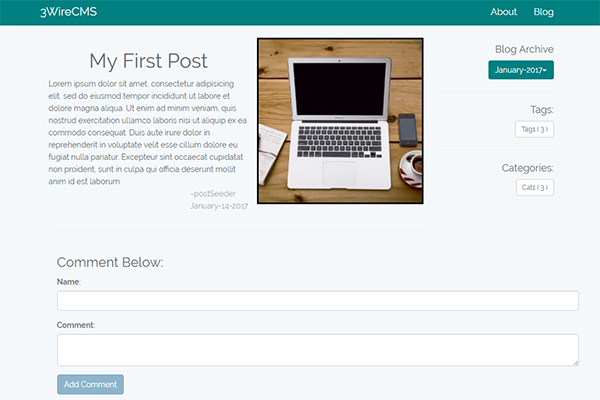 3WireCMS
About Blog
My First Post
Lorem ipsum dolor sit amet, consectetur adipisicing
elit, sed do eiusmod tempor incididunt ut labore et
dolore magna aliqua. Ut enim ad minim veniam, quis
nostrud exercitation ullamco laboris nisi ut aliquip ex ea
commodo consequat. Duis aute irure dolor in
reprehenderit in voluptate velit esse cillum dolore eu
fugiat nulla pariatur. Excepteur sint occaecat cupidatat
non proident, sunt in culpa qui officia deserunt mollit
anim id est laborum.
~postSeeder
January-14-2017
Blog Archive
January-2017
Tags:
Tag1 ( 3 )
Categories:
Cat1 ( 3 )
Comment Below:
Name:
Comment:
Add Comment